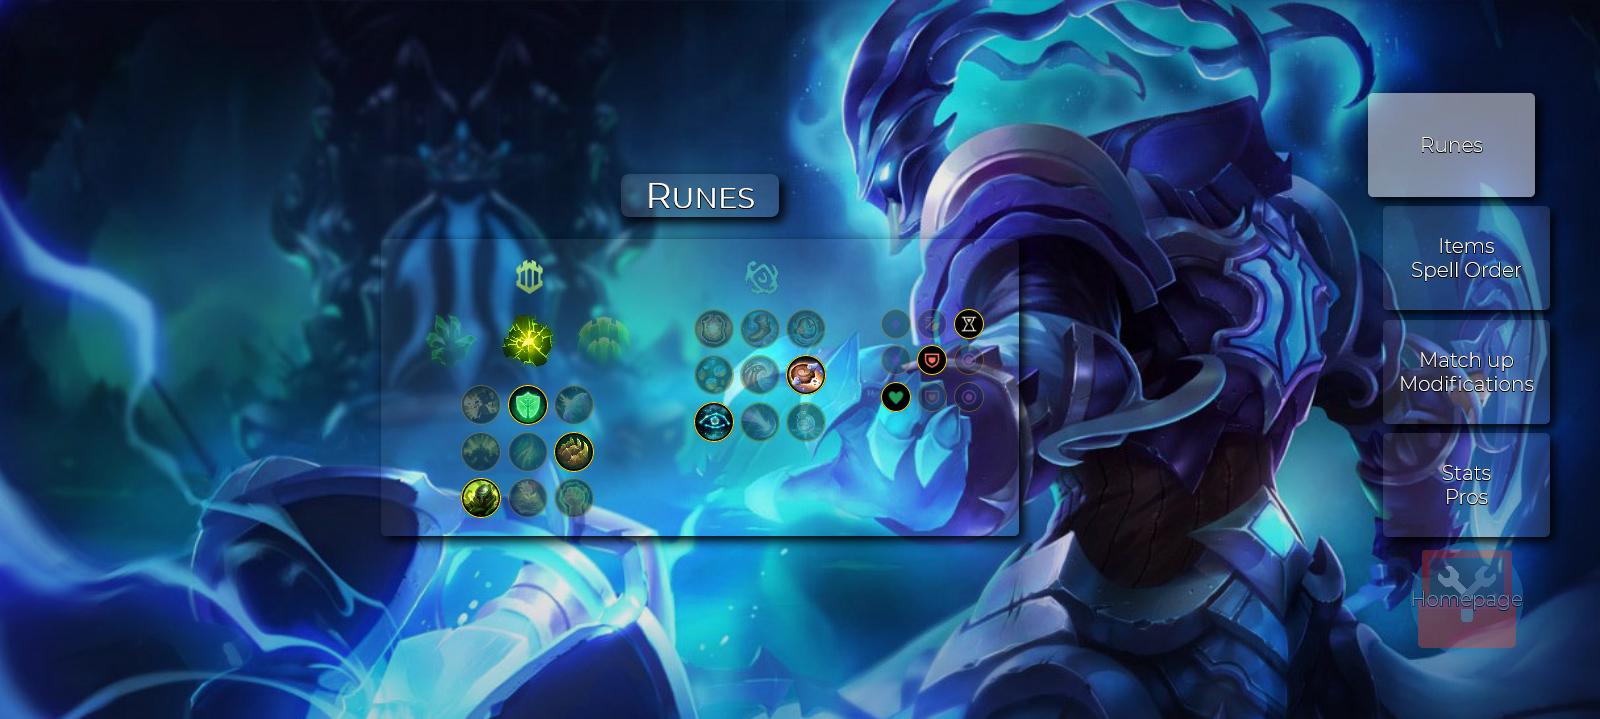 Runes
Runes
Items
Spell Order
Match up
Modifications
Stats
Pros
Homepage